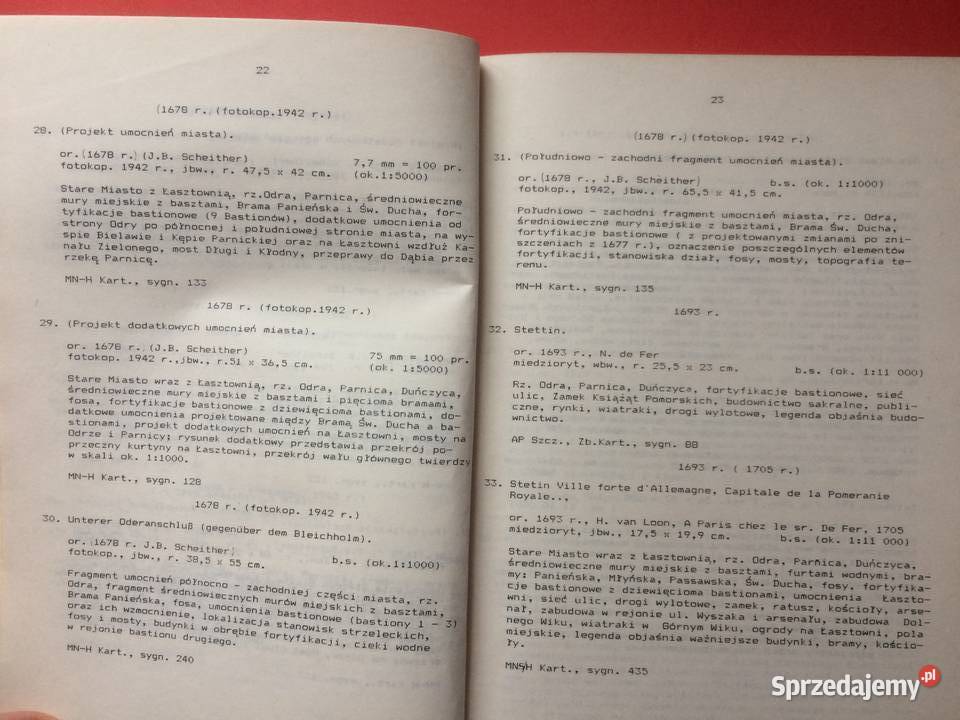 22
(1678 r. (fotokop.1942 r.)
28. (Projekt umocnień miasta).
or.(1678 r.)(J.B. Scheither) 7,7 mm = 100 pr.
fotokop. 1942 r., jbw., r. 47,5 x 42 cm. (ok.1:5000)
Stare Miasto z Łasztownią, rz.Odra, Parnica, średniowieczne
mury miejskie z basztami, Brama Panieńska i Św. Ducha, for-
tyfikacje bastionowe (9 Bastionów), dodatkowe umocnienia od
strony Odry po północnej i południowej stronie miasta, na wy-
spie Bielawie i Kępie Parnickiej oraz na Łasztowni wzdłuż Ka-
nału Zielonego, most Długi i Kłodny, przeprawy do Dąbia przez
rzekę Parnicę.
MN-H Kart., sygn. 133
1678 r. (fotokop.1942 r.)
29. (Projekt dodatkowych umocnień miasta).
or. 1678 r.)(J.B. Scheither) 75 mm = 100 pr.
fotokop. 1942 r.,jbw., r.51 x 36,5 cm. (ok. 1:5000)
Stare Miasto wraz z Łasztownią, rz. Odra, Parnica, Duńczyca,
średniowieczne mury miejskie z basztami i pięcioma bramami,
fosa, fortyfikacje bastionowe z dziewięcioma bastionami, do-
datkowe umocnienia projektowane między Bramą Św. Ducha a ba-
stionami, projekt dodatkowych umocnień na Łasztowni, mosty na
Odrze i Parnicy; rysunek dodatkowy przedstawia przekrój po-
przeczny kurtyny na Łasztowni, przekrój wału głównego twierdzy
w skali ok. 1:1000.
MN-H Kart., sygn. 128
1678 r. (fotokop. 1942 r.)
30. Unterer Oderanschluß (gegenüber dem Bleichholm).
or.(1678 r. J.B. Scheither)
fotokop., jbw., r. 38,5 x 55 cm. b.s. (ok.1:1000)
Fragment umocnień północno - zachodniej części miasta, rz.
Odra, fragment średniowiecznych murów miejskich z basztami,
Brama Panieńska, fosa, umocnienia bastionowe (bastiony 1 - 3)
oraz ich wzmocnienie, lokalizacja stanowisk strzeleckich,
fosy i mosty, budynki w obrębie fortyfikacji, cieki wodne
w rejonie bastionu drugiego.
MN-H Kart., sygn. 240
23
(1678 r.)(fotokop. 1942 r.)
31. (Południowo - zachodni fragment umocnień miasta).
or.(1678 r., J.B. Scheither) b.s. (ok. 1:1000)
fotokop., 1942, jbw., r. 65,5 x 41,5 cm.
Południowo - zachodni fragment umocnień miasta, rz. Odra,
średniowieczne mury miejskie z basztami, Brama Św. Ducha,
fortyfikacje bastionowe ( z projektowanymi zmianami po zni-
szczeniach z 1677 r.), oznaczenie poszczególnych elementów
fortyfikacji, stanowiska dział, fosy, mosty, topografia te-
renu.
MN-H Kart., sygn. 135
1693 r.
32. Stettin.
or. 1693 r., N. de Fer
miedzioryt, wbw., r. 25,5 x 23 cm. b.s. (ok. 1:11 000)
Rz. Odra, Parnica, Duńczyca, fortyfikacje bastionowe, sieć
ulic, Zamek Książąt Pomorskich, budownictwo sakralne, publi-
czne, rynki, wiatraki, drogi wylotowe, legenda objaśnia budo-
wnictwo.
AP Szcz., Zb.Kart., sygn. 88
1693 r. ( 1705 r.)
33. Stetin Ville forte d'Allemagne, Capitale de la Pomeranie
Royale..,
or. 1693 r., H. van Loon, A Paris chez le sr. De Fer, 1705
miedzioryt, jbw., 17,5 x 19,9 cm. b.s. (ok. 1:11 000)
Stare Miasto wraz z Łasztownią, rz. Odra, Parnica, Duńczyca,
średniowieczne mury miejskie z basztami, furtami wodnymi, bra-
my: Panieńska, Młyńska, Passawska, Św. Ducha, fosy, fortyfika-
cje bastionowe z dziewięcioma bastionami, umocnienia Łaszto-
wni, sieć ulic, drogi wylotowe, zamek, ratusz, kościoły, arse-
nał, zabudowa w rejonie ul. Wyszaka i arsenału, zabudowa Dol-
nego Wiku, wiatraki w Górnym Wiku, ogrody na Łasztowni, pola
miejskie, legenda objaśnia ważniejsze budynki, bramy, kościo-
ły.
MN-H Kart., sygn. 435
Sprzedajemy.pl